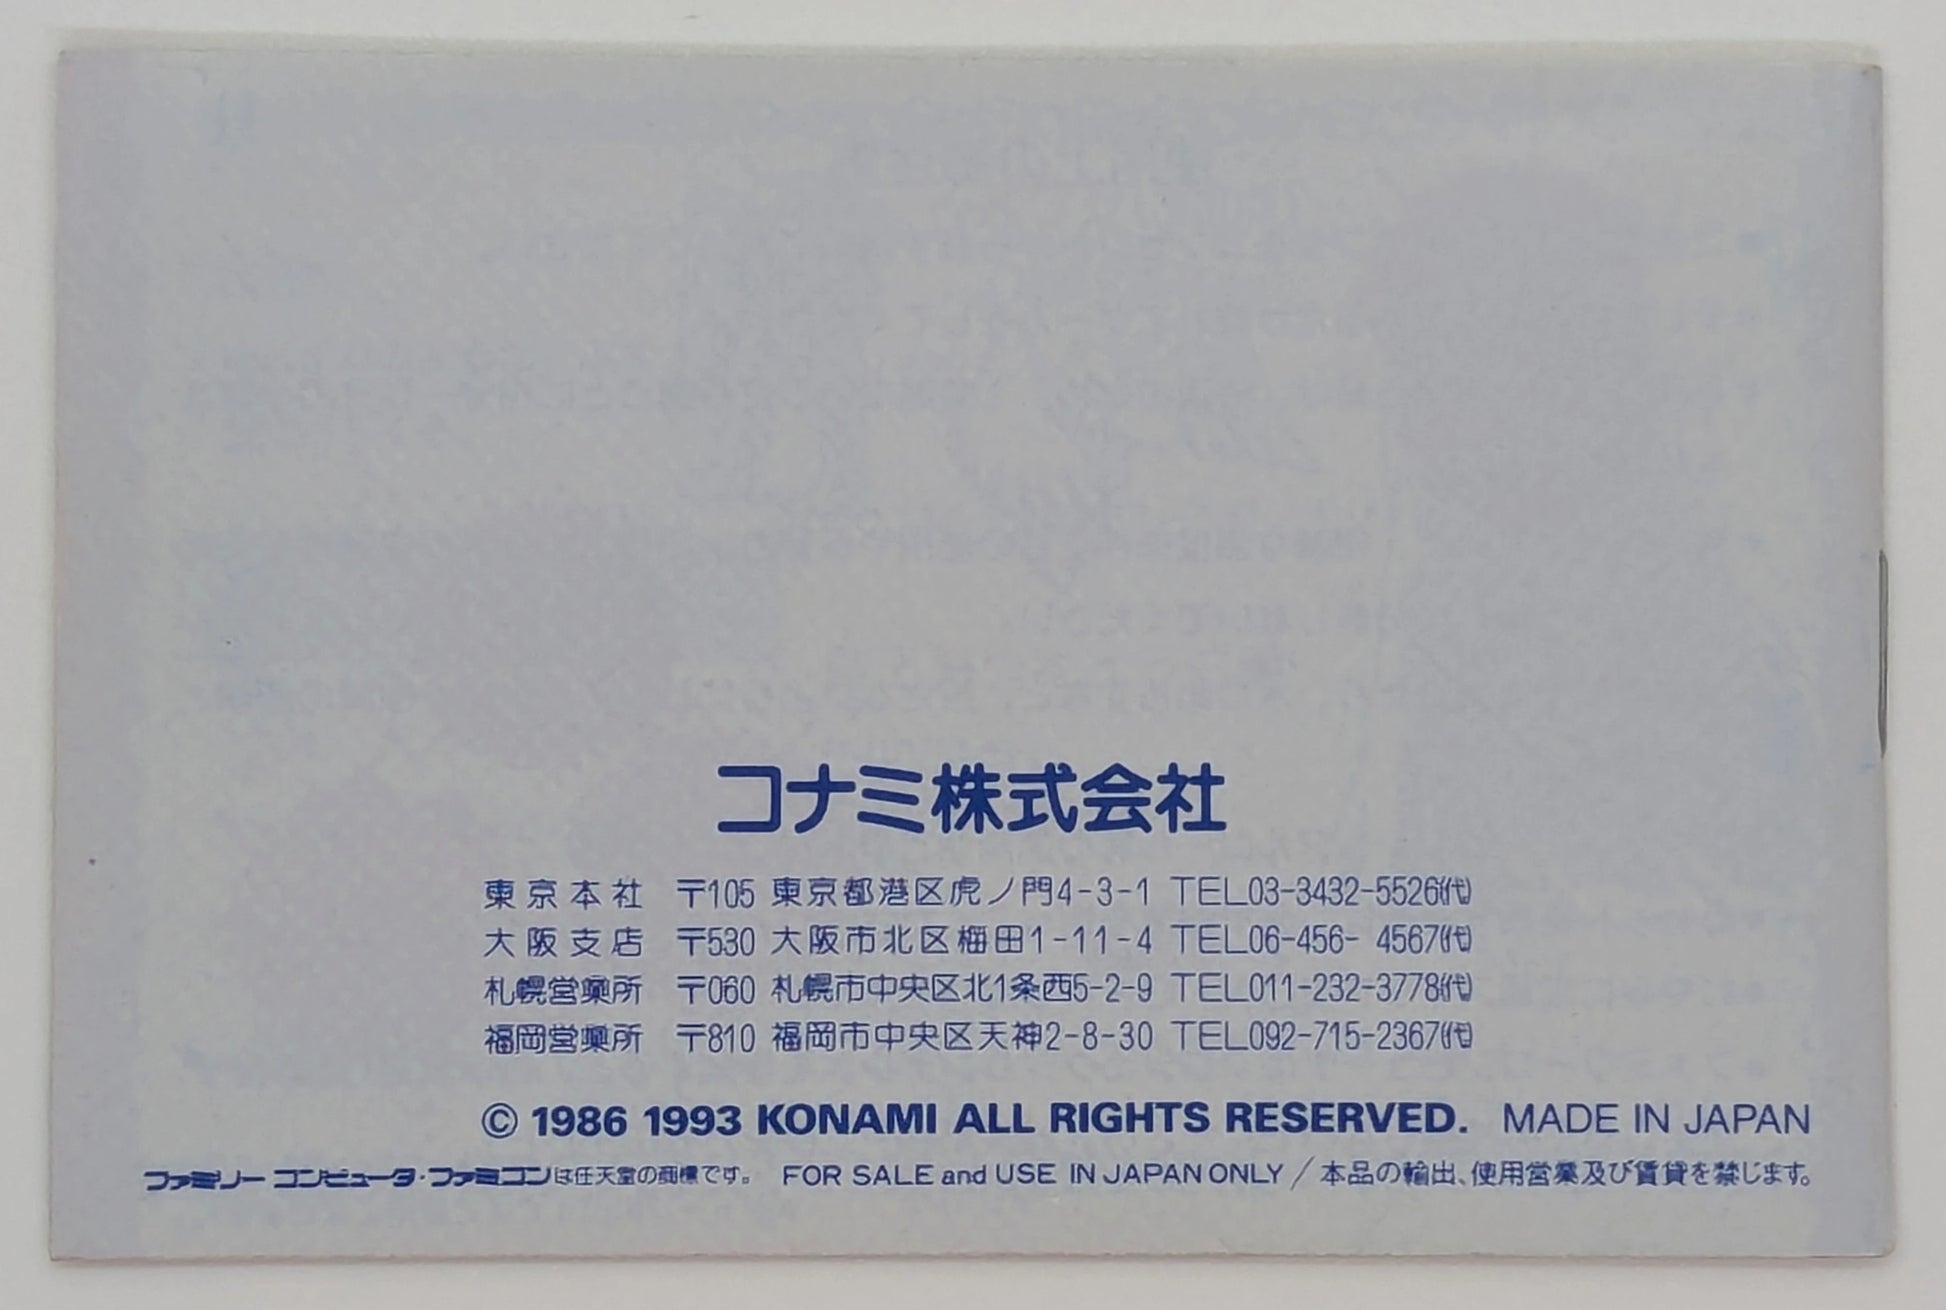 コナミ株式会社
東京本社 〒105 東京都港区虎ノ門4-3-1 TEL03-3432-5526㈹
大阪支店 〒530 大阪市北区梅田1-11-4 TEL06-456-4567㈹
札幌営業所 〒060 札幌市中央区北1条西5-2-9 TEL011-232-3778㈹
福岡営業所 〒810 福岡市中央区天神2-8-30 TEL092-715-2367㈹
© 1986 1993 KONAMI ALL RIGHTS RESERVED. MADE IN JAPAN
ファミリーコンピュータ・ファミコンは任天堂の商標です。 FOR SALE and USE IN JAPAN ONLY/本品の輸出、使用営業及び賃貸を禁じます。